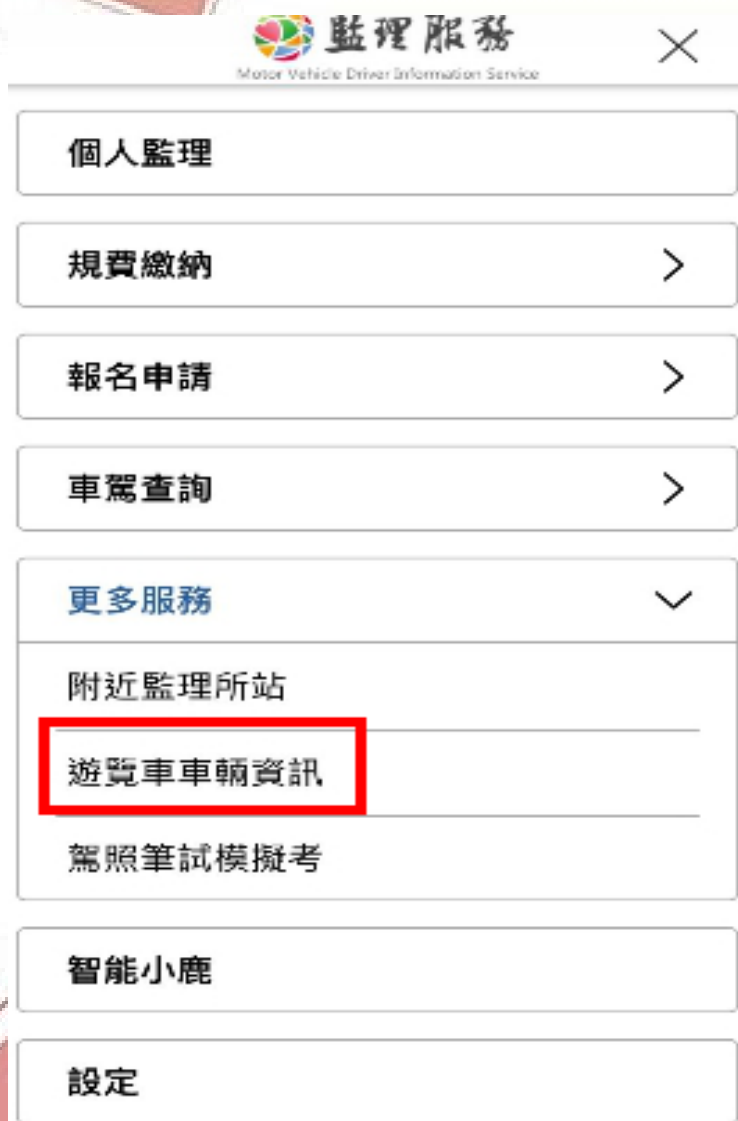 監理服務
Motor Vehicle Driver Information Service
個人監理
規費繳納
報名申請
車駕查詢
更多服務
附近監理所站
遊覽車車輛資訊
駕照筆試模擬考
智能小鹿
設定